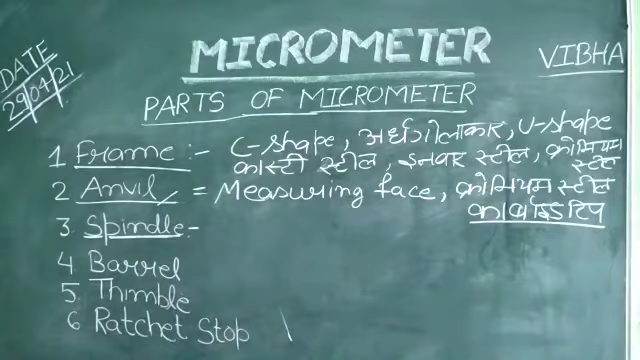 MICROMETER
VIBHA
DATE
29/04/21
PARTS OF MICROMETER
1 Frame :- C-shape, अर्धगोलाकार, U-shape
कास्टी स्टील, इनवार स्टील, क्रोमियम स्टील
2 Anvil = Measuring face, क्रोमियम स्टील
कार्बाइड टिप
3 Spindle -
4 Barrel
5 Thimble
6 Ratchet Stop